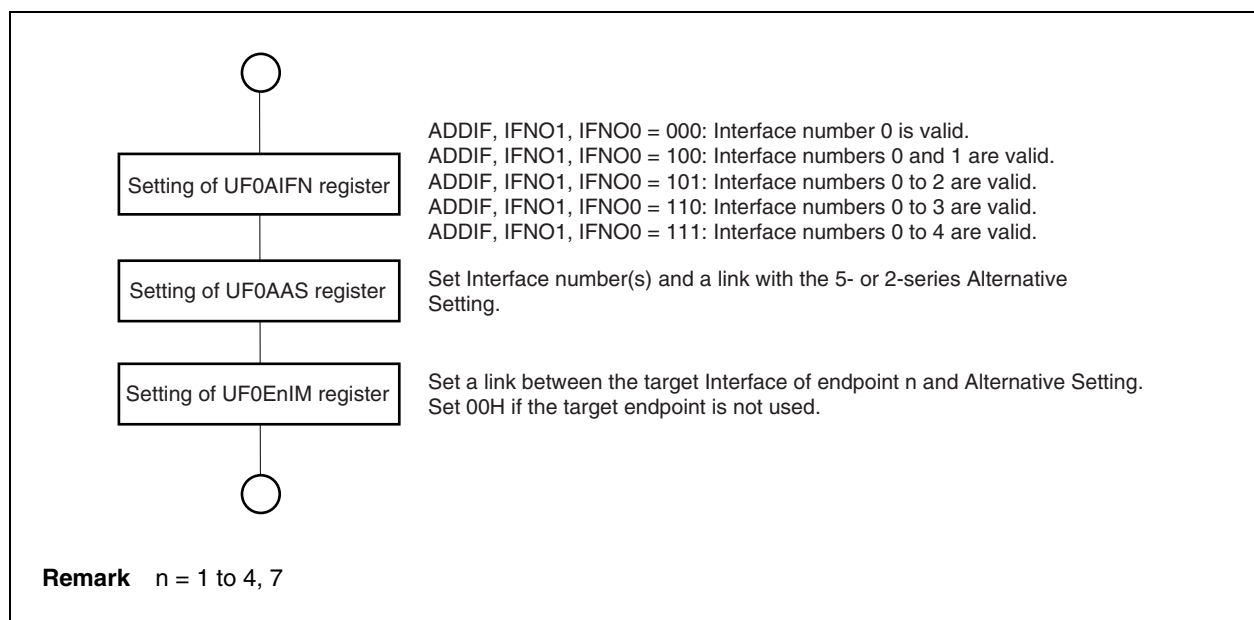 Setting of UF0AIFN register
ADDIF, IFNO1, IFNO0 = 000: Interface number 0 is valid.
ADDIF, IFNO1, IFNO0 = 100: Interface numbers 0 and 1 are valid.
ADDIF, IFNO1, IFNO0 = 101: Interface numbers 0 to 2 are valid.
ADDIF, IFNO1, IFNO0 = 110: Interface numbers 0 to 3 are valid.
ADDIF, IFNO1, IFNO0 = 111: Interface numbers 0 to 4 are valid.
Setting of UF0AAS register
Set Interface number(s) and a link with the 5- or 2-series Alternative
Setting.
Setting of UF0EnIM register
Set a link between the target Interface of endpoint n and Alternative Setting.
Set 00H if the target endpoint is not used.
Remark n = 1 to 4, 7